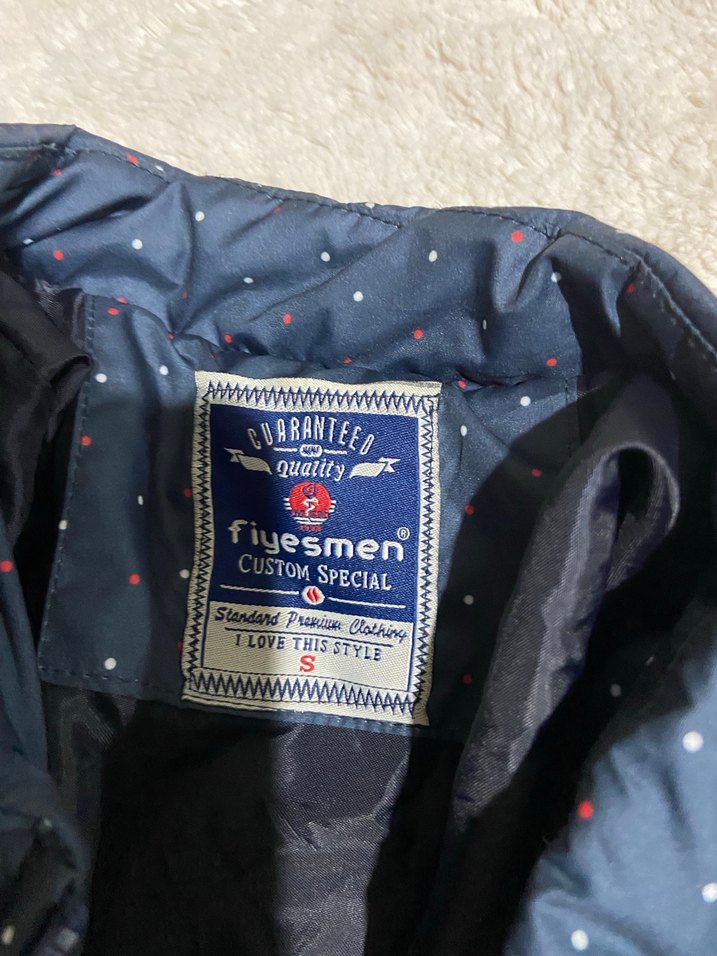 GUARANTEED
Quality
fiyesmen®
CUSTOM SPECIAL
Standard Premium Clothing
I LOVE THIS STYLE
S